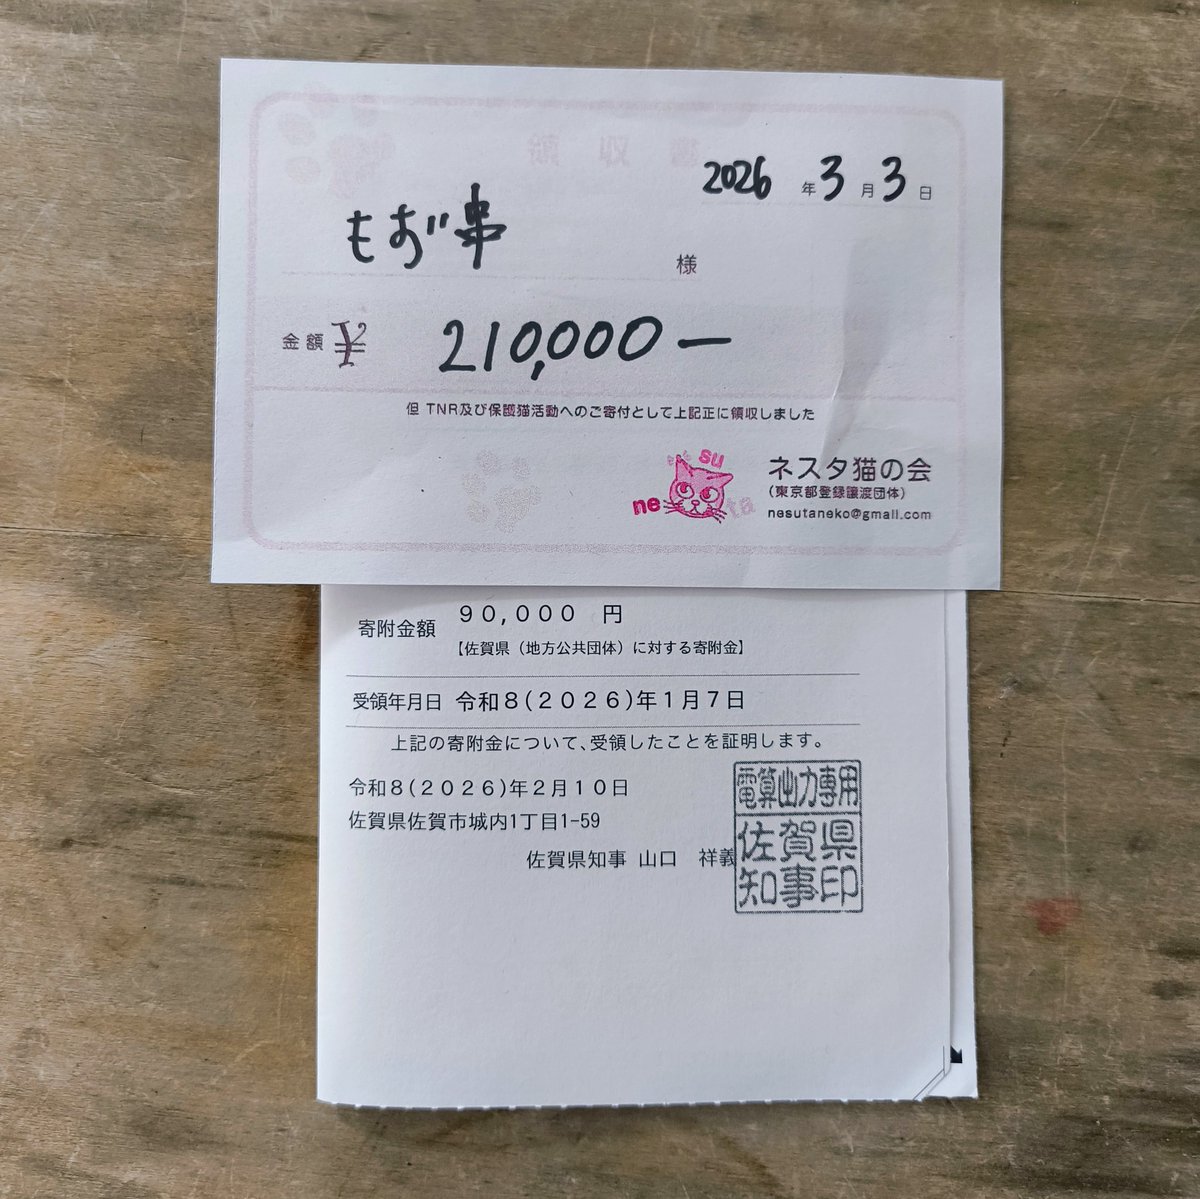 領収書
2026年3月3日
もず串 様
金額 ¥ 210,000-
但 TNR及び保護猫活動へのご寄付として上記正に領収しました
nesuta
ネスタ猫の会
(東京都登録譲渡団体)
nesutaneko@gmail.com
寄附金額 90,000 円
【佐賀県（地方公共団体）に対する寄附金】
受領年月日 令和8(2026)年1月7日
上記の寄附金について、受領したことを証明します。
令和8(2026)年2月10日
佐賀県佐賀市城内1丁目1-59
佐賀県知事 山口 祥義
電算出力専用
佐賀県
知事印